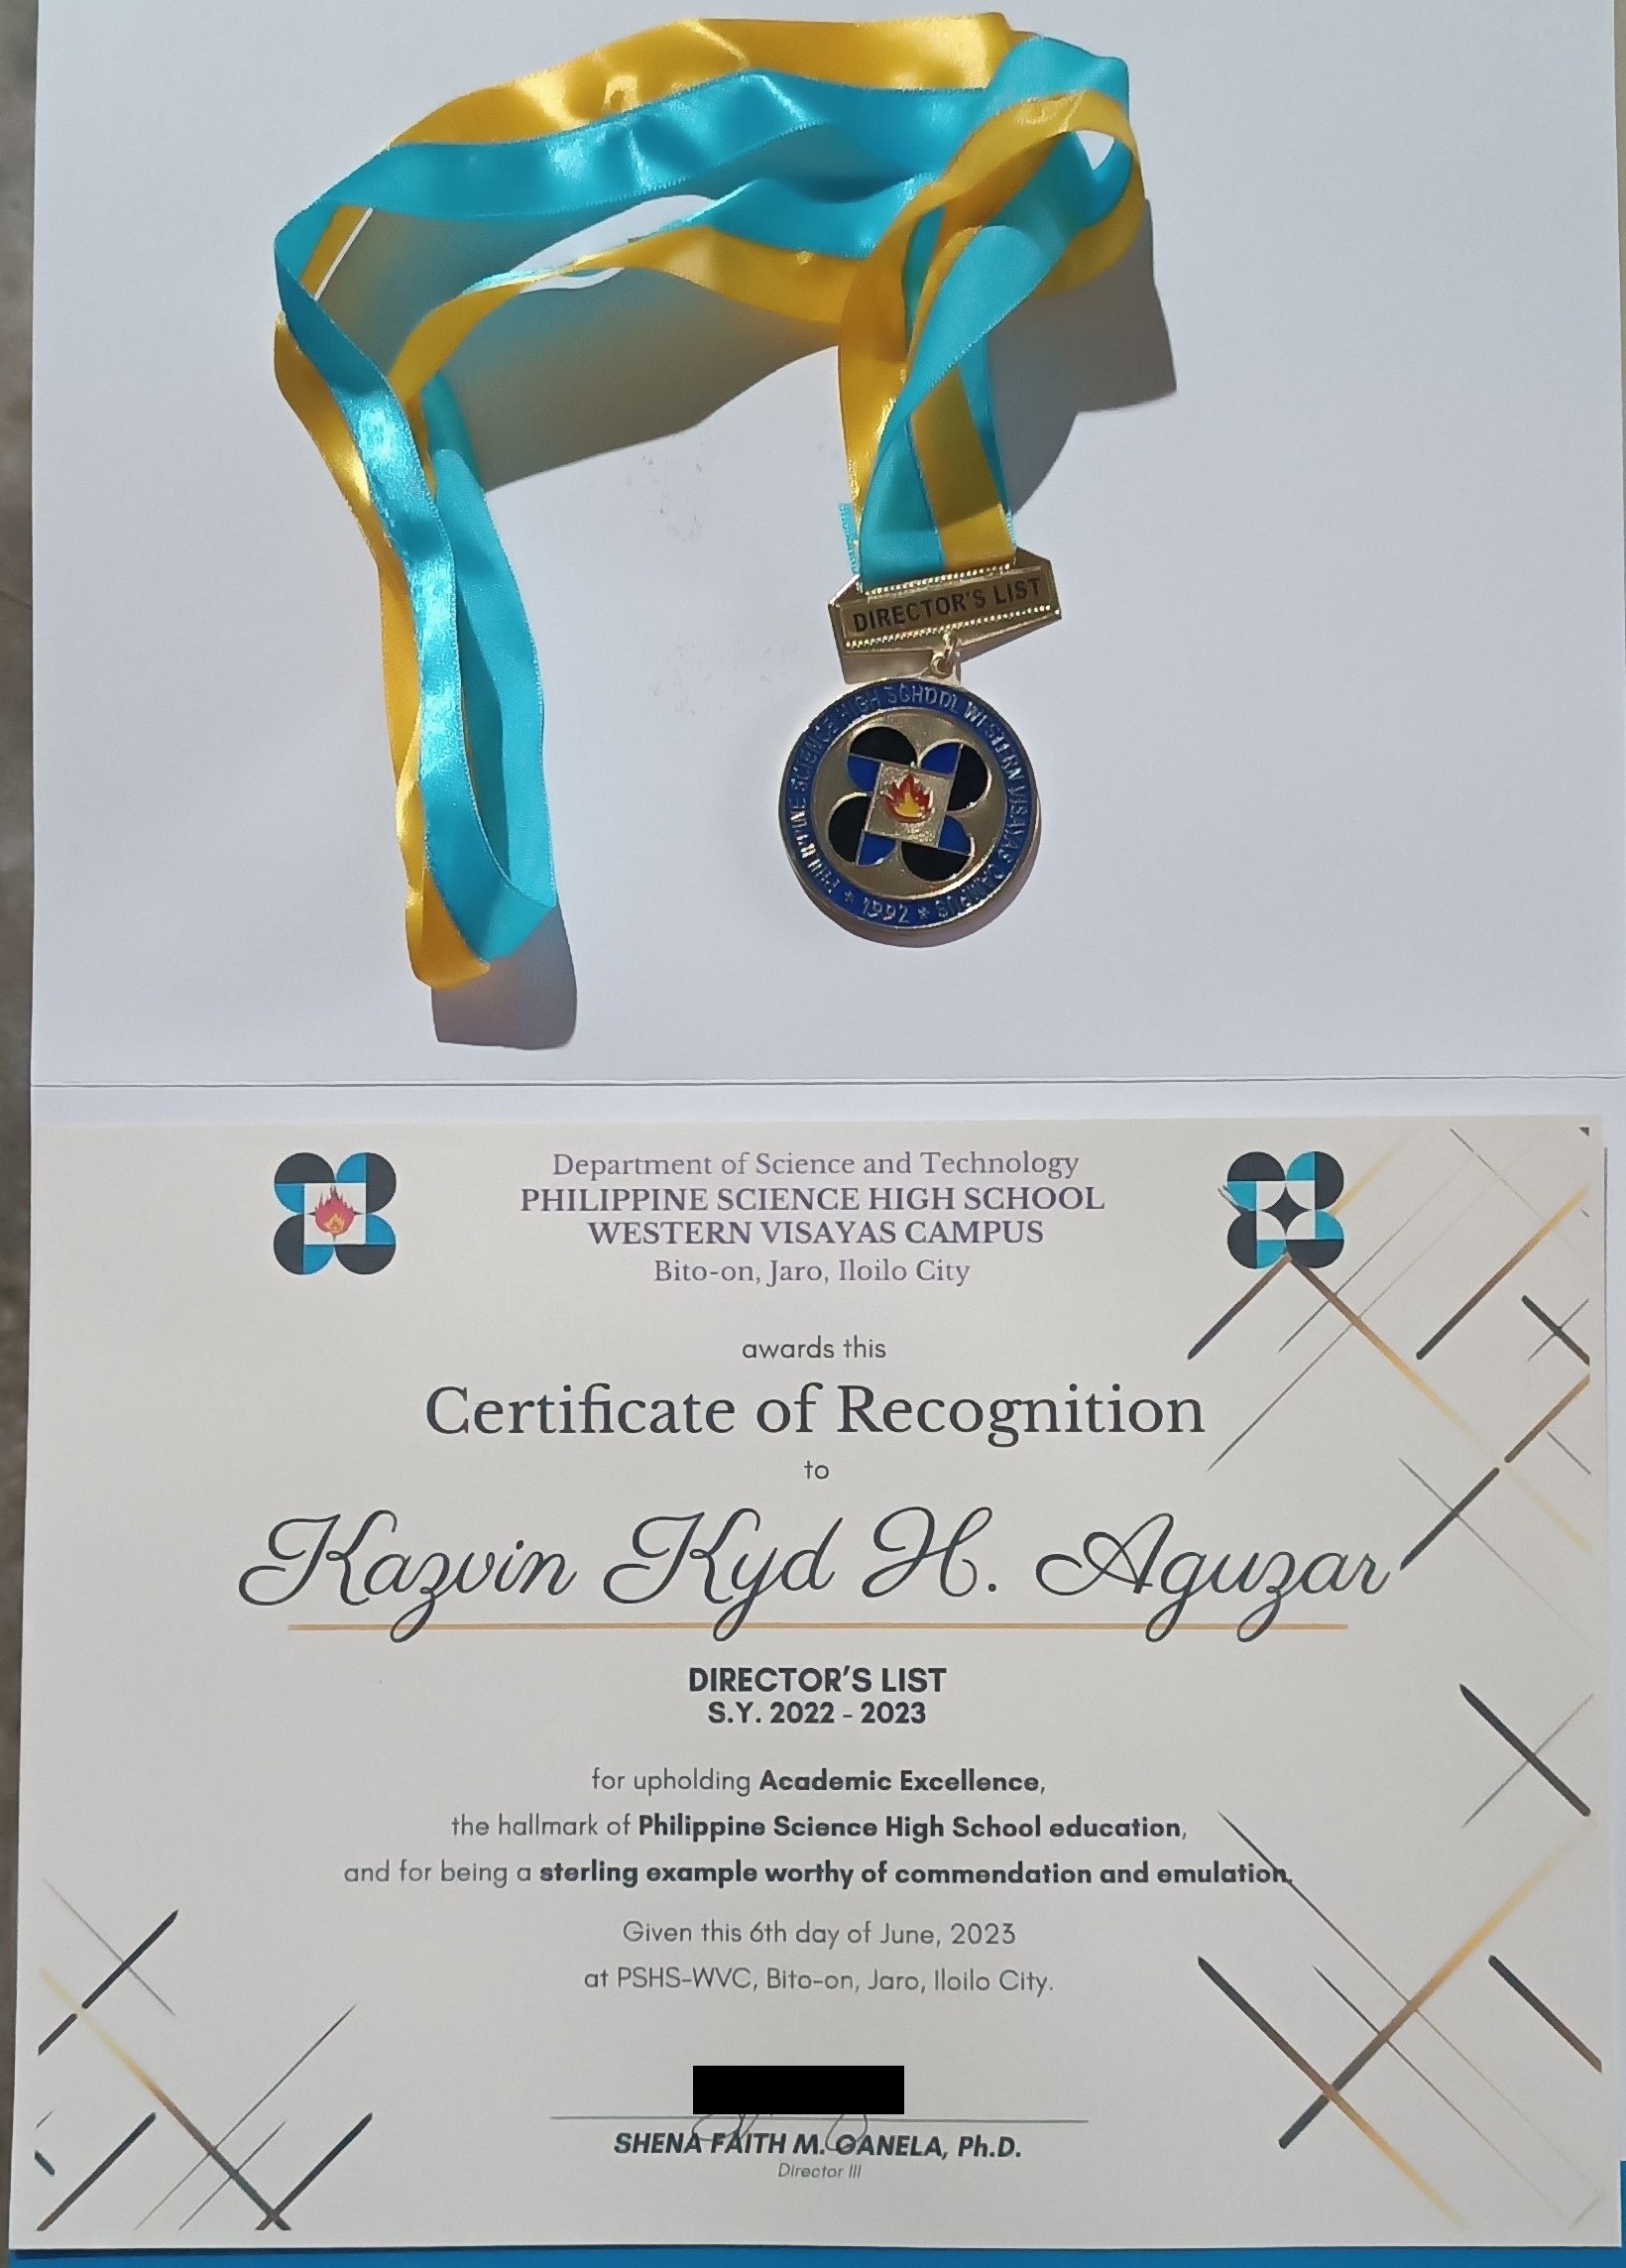 DIRECTOR'S LIST
PHILIPPINE SCIENCE HIGH SCHOOL WESTERN VISAYAS CAMPUS
* 1992 *
Department of Science and Technology
PHILIPPINE SCIENCE HIGH SCHOOL
WESTERN VISAYAS CAMPUS
Bito-on, Jaro, Iloilo City
awards this
Certificate of Recognition
to
Kazvin Kyd H. Aguzar
DIRECTOR'S LIST
S.Y. 2022 - 2023
for upholding Academic Excellence,
the hallmark of Philippine Science High School education,
and for being a sterling example worthy of commendation and emulation.
Given this 6th day of June, 2023
at PSHS-WVC, Bito-on, Jaro, Iloilo City.
SHENA FAITH M. GANELA, Ph.D.
Director III